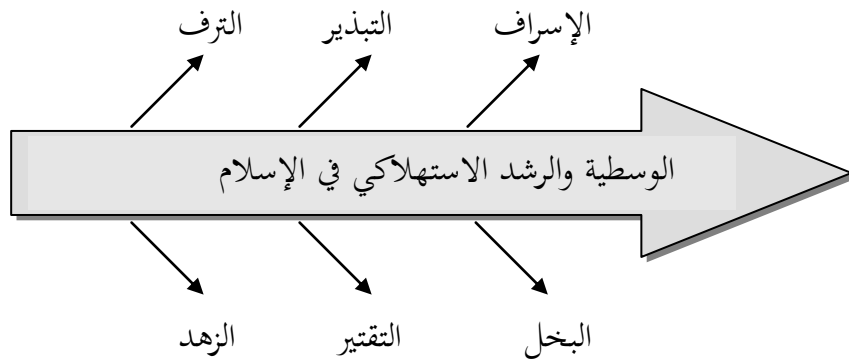 الإسراف التبذير الترف
الوسطية والرشد الاستهلاكي في الإسلام
البخل التقتير الزهد